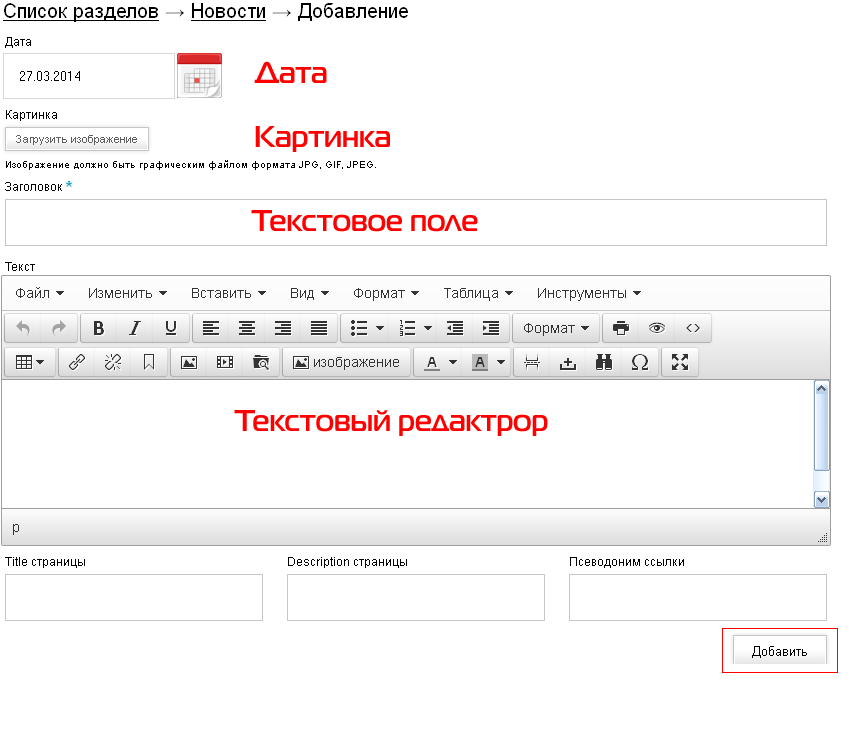 Список разделов → Новости → Добавление
Дата
27.03.2014
Дата
Картинка
Загрузить изображение
Картинка
Изображение должно быть графическим файлом формата JPG, GIF, JPEG.
Заголовок *
Текстовое поле
Текст
Файл Изменить Вставить Вид Формат Таблица Инструменты
B I U Формат
изображение A A Ω
Текстовый редактрор
p
Title страницы Description страницы Псеводоним ссылки
Добавить